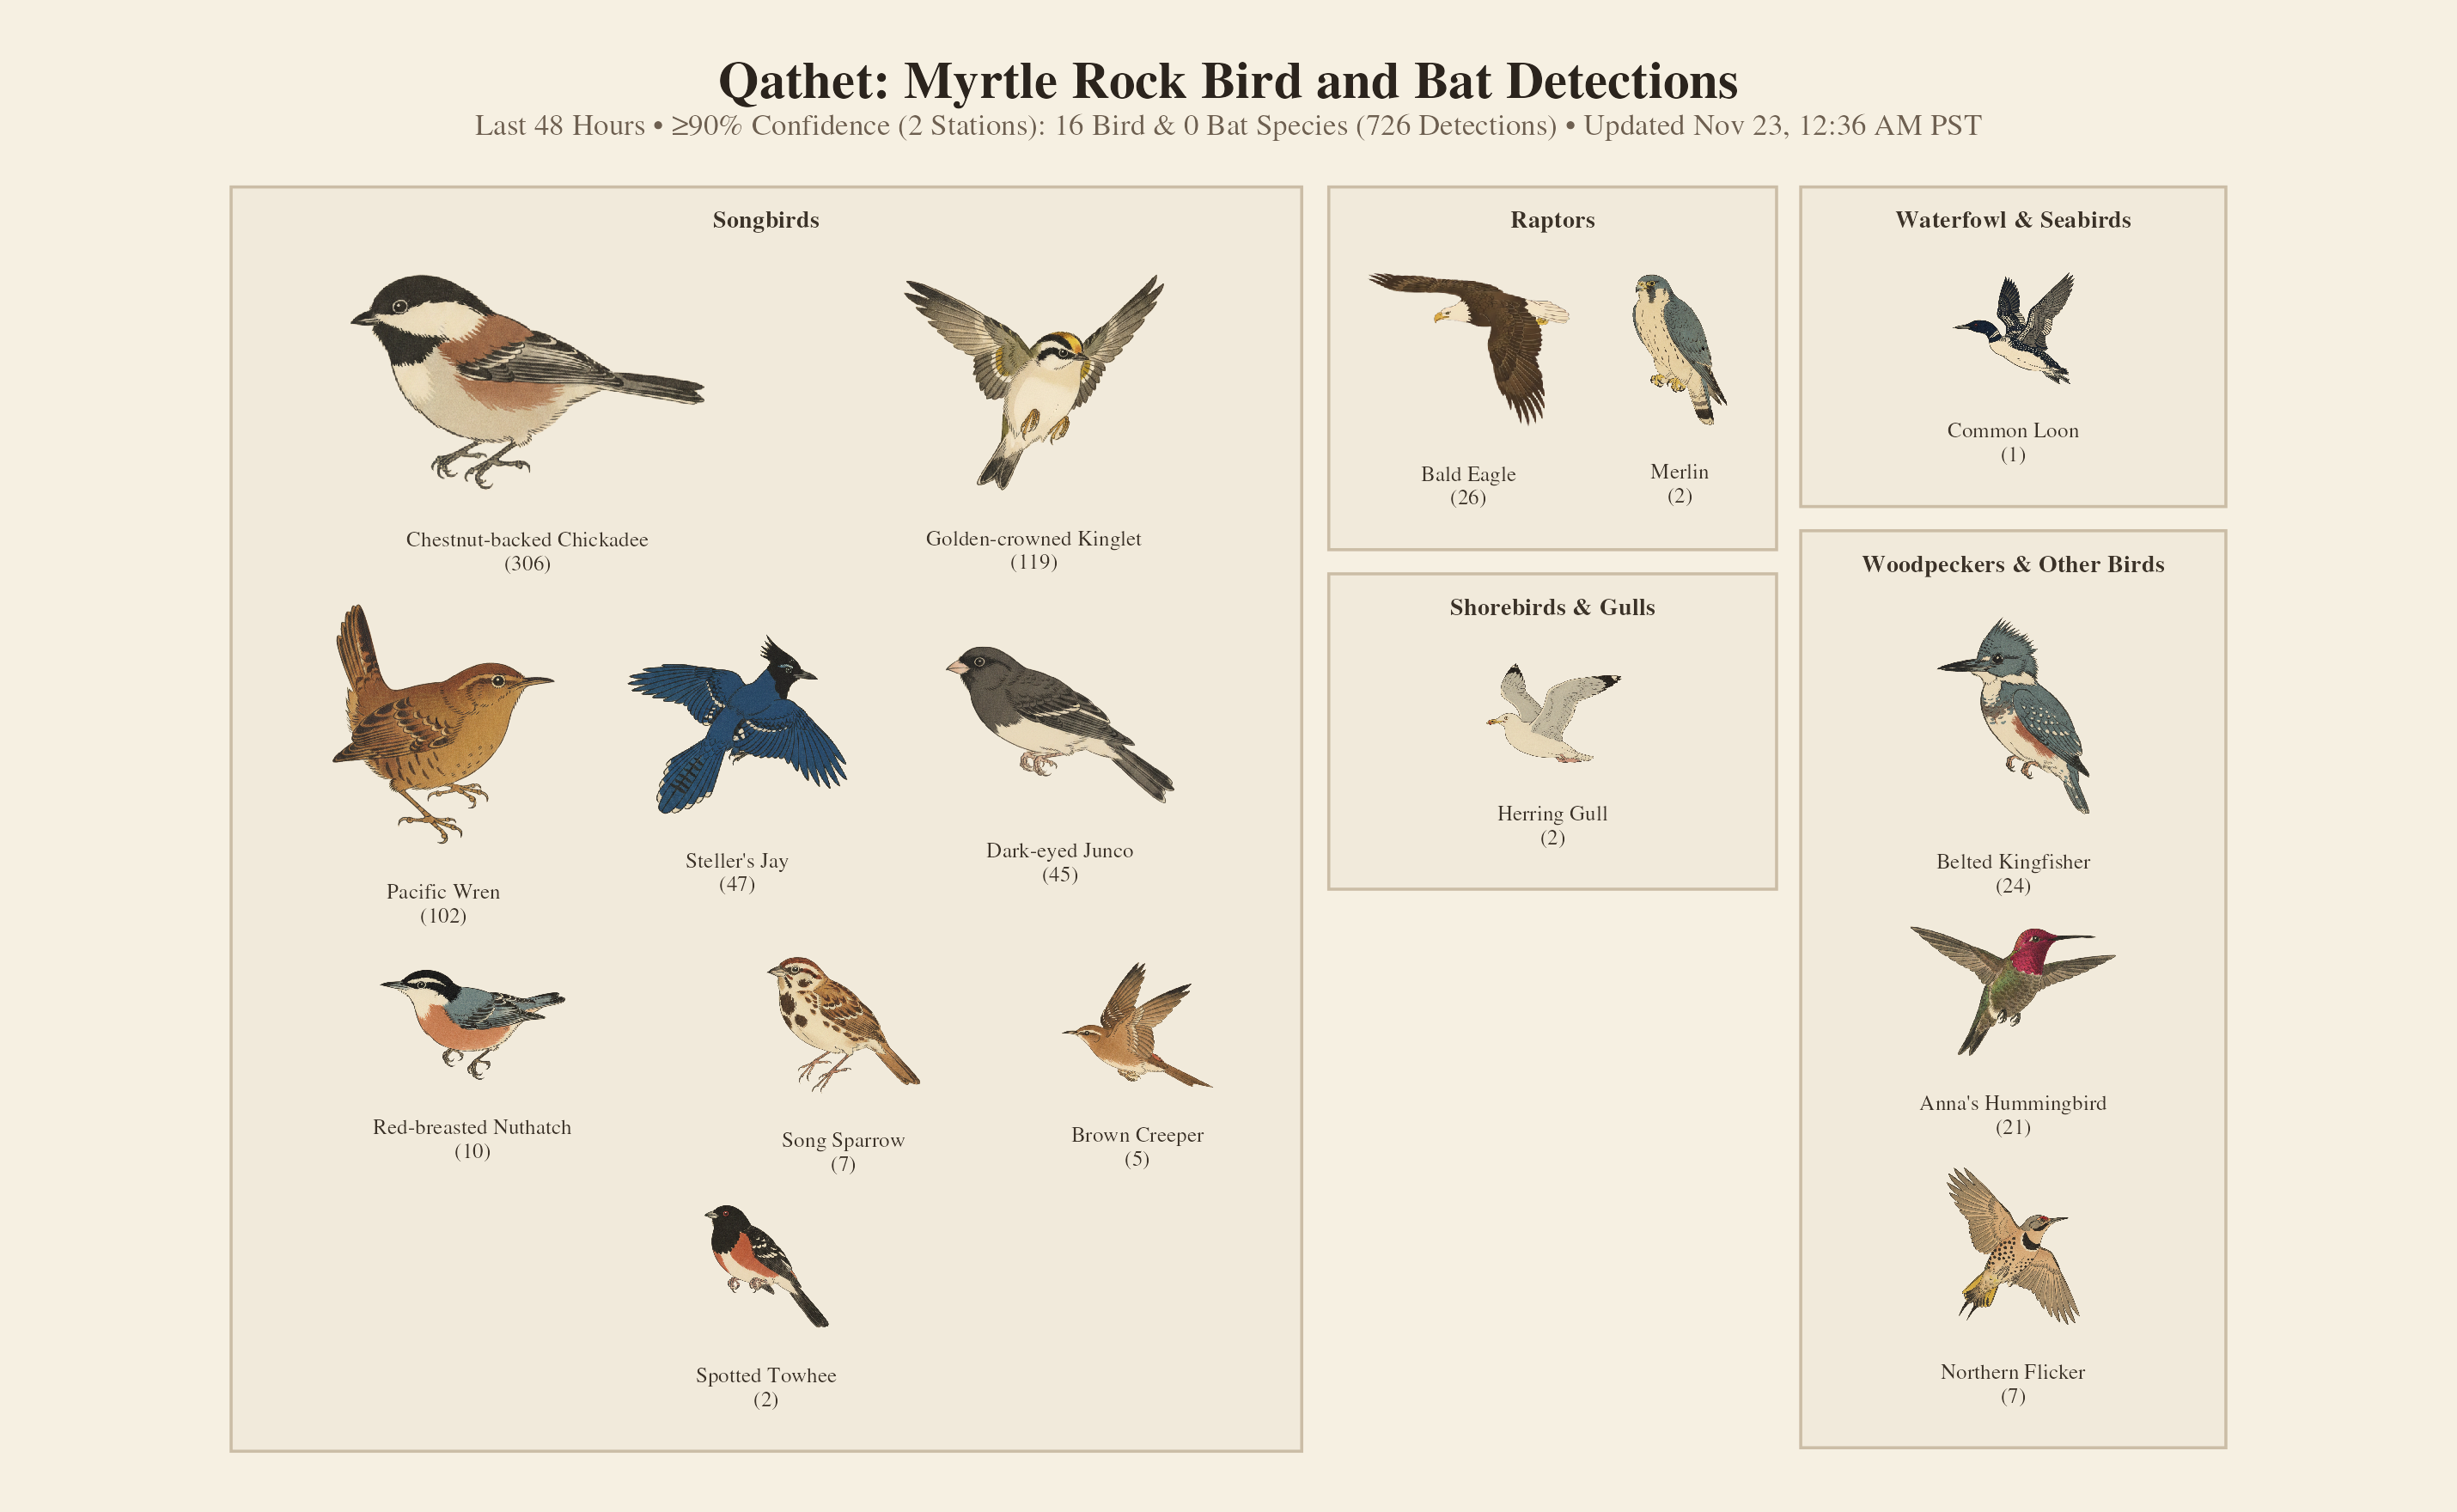 Qathet: Myrtle Rock Bird and Bat Detections
Last 48 Hours • ≥90% Confidence (2 Stations): 16 Bird & 0 Bat Species (726 Detections) • Updated Nov 23, 12:36 AM PST
Songbirds
Chestnut-backed Chickadee
(306)
Golden-crowned Kinglet
(119)
Pacific Wren
(102)
Steller's Jay
(47)
Dark-eyed Junco
(45)
Red-breasted Nuthatch
(10)
Song Sparrow
(7)
Brown Creeper
(5)
Spotted Towhee
(2)
Raptors
Bald Eagle
(26)
Merlin
(2)
Shorebirds & Gulls
Herring Gull
(2)
Waterfowl & Seabirds
Common Loon
(1)
Woodpeckers & Other Birds
Belted Kingfisher
(24)
Anna's Hummingbird
(21)
Northern Flicker
(7)